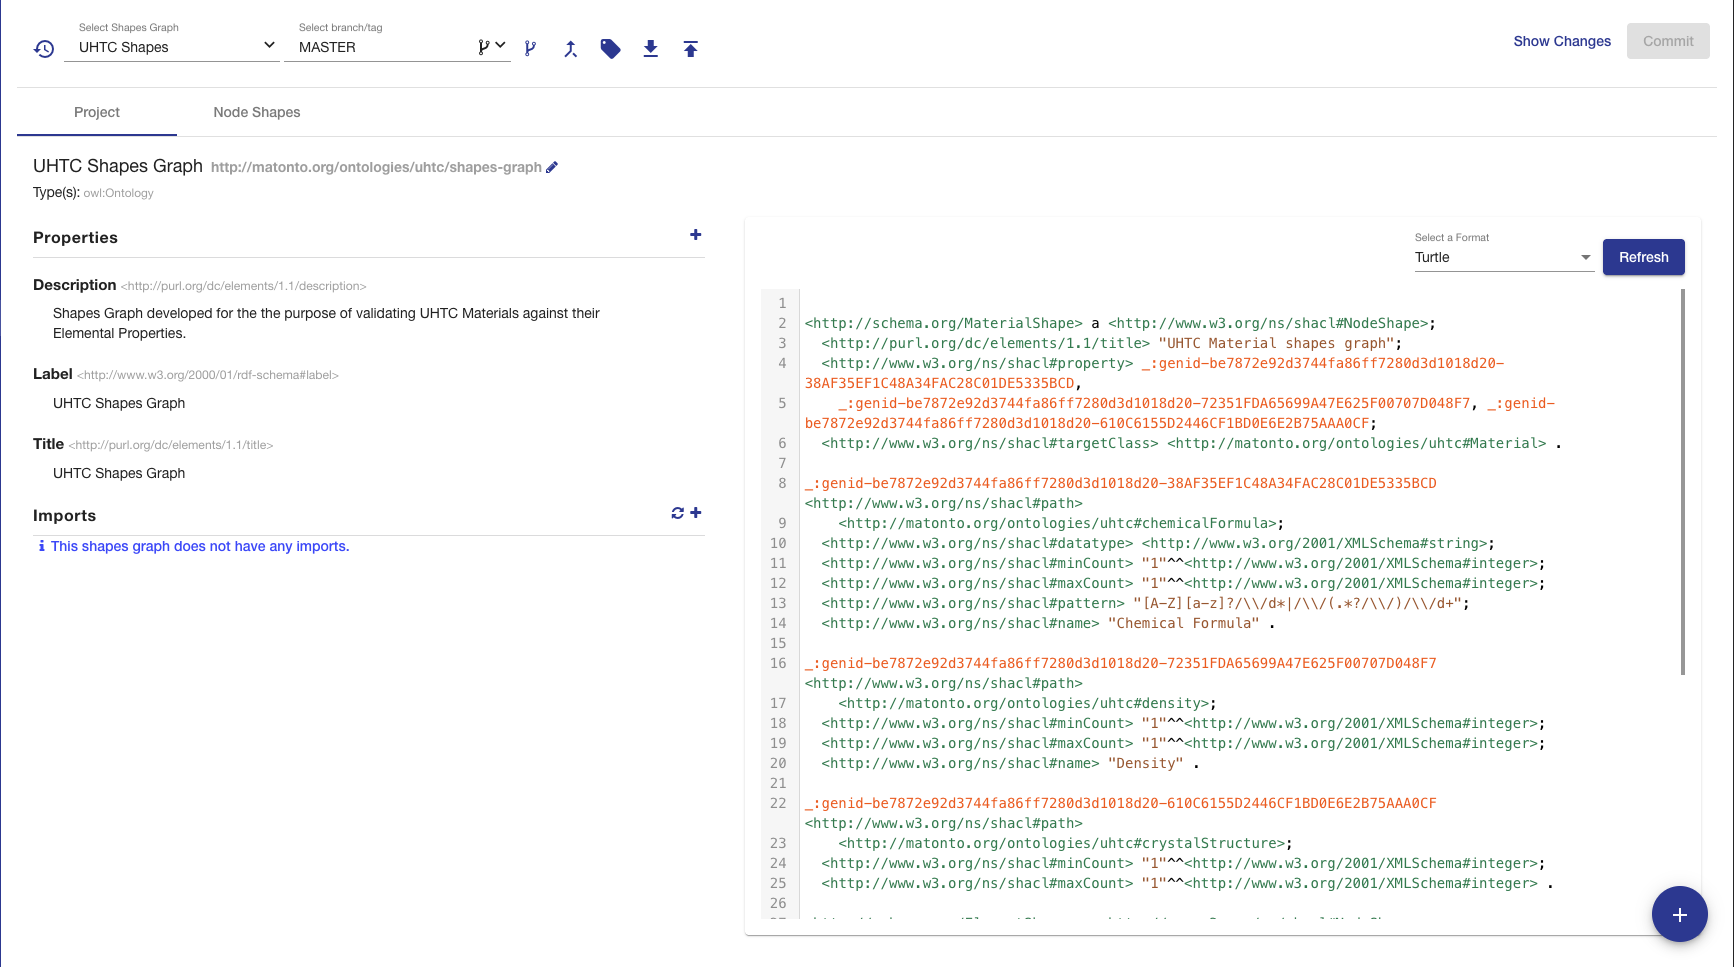 Select Shapes Graph
UHTC Shapes
Select branch/tag
MASTER
Show Changes
Commit
Project
Node Shapes
UHTC Shapes Graph http://matonto.org/ontologies/uhtc/shapes-graph
Type(s): owl:Ontology
Properties
Description <http://purl.org/dc/elements/1.1/description>
Shapes Graph developed for the the purpose of validating UHTC Materials against their
Elemental Properties.
Label <http://www.w3.org/2000/01/rdf-schema#label>
UHTC Shapes Graph
Title <http://purl.org/dc/elements/1.1/title>
UHTC Shapes Graph
Imports
This shapes graph does not have any imports.
Select a Format
Turtle
Refresh
1
2 <http://schema.org/MaterialShape> a <http://www.w3.org/ns/shacl#NodeShape>;
3 <http://purl.org/dc/elements/1.1/title> "UHTC Material shapes graph";
4 <http://www.w3.org/ns/shacl#property> _:genid-be7872e92d3744fa86ff7280d3d1018d20-
38AF35EF1C48A34FAC28C01DE5335BCD,
5 _:genid-be7872e92d3744fa86ff7280d3d1018d20-72351FDA65699A47E625F00707D048F7, _:genid-
be7872e92d3744fa86ff7280d3d1018d20-610C6155D2446CF1BD0E6E2B75AAA0CF;
6 <http://www.w3.org/ns/shacl#targetClass> <http://matonto.org/ontologies/uhtc#Material> .
7
8 _:genid-be7872e92d3744fa86ff7280d3d1018d20-38AF35EF1C48A34FAC28C01DE5335BCD
<http://www.w3.org/ns/shacl#path>
9 <http://matonto.org/ontologies/uhtc#chemicalFormula>;
10 <http://www.w3.org/ns/shacl#datatype> <http://www.w3.org/2001/XMLSchema#string>;
11 <http://www.w3.org/ns/shacl#minCount> "1"^^<http://www.w3.org/2001/XMLSchema#integer>;
12 <http://www.w3.org/ns/shacl#maxCount> "1"^^<http://www.w3.org/2001/XMLSchema#integer>;
13 <http://www.w3.org/ns/shacl#pattern> "[A-Z][a-z]?/\\/d*|/\\/(.*?/\\/)/\\/d+";
14 <http://www.w3.org/ns/shacl#name> "Chemical Formula" .
15
16 _:genid-be7872e92d3744fa86ff7280d3d1018d20-72351FDA65699A47E625F00707D048F7
<http://www.w3.org/ns/shacl#path>
17 <http://matonto.org/ontologies/uhtc#density>;
18 <http://www.w3.org/ns/shacl#minCount> "1"^^<http://www.w3.org/2001/XMLSchema#integer>;
19 <http://www.w3.org/ns/shacl#maxCount> "1"^^<http://www.w3.org/2001/XMLSchema#integer>;
20 <http://www.w3.org/ns/shacl#name> "Density" .
21
22 _:genid-be7872e92d3744fa86ff7280d3d1018d20-610C6155D2446CF1BD0E6E2B75AAA0CF
<http://www.w3.org/ns/shacl#path>
23 <http://matonto.org/ontologies/uhtc#crystalStructure>;
24 <http://www.w3.org/ns/shacl#minCount> "1"^^<http://www.w3.org/2001/XMLSchema#integer>;
25 <http://www.w3.org/ns/shacl#maxCount> "1"^^<http://www.w3.org/2001/XMLSchema#integer> .
26